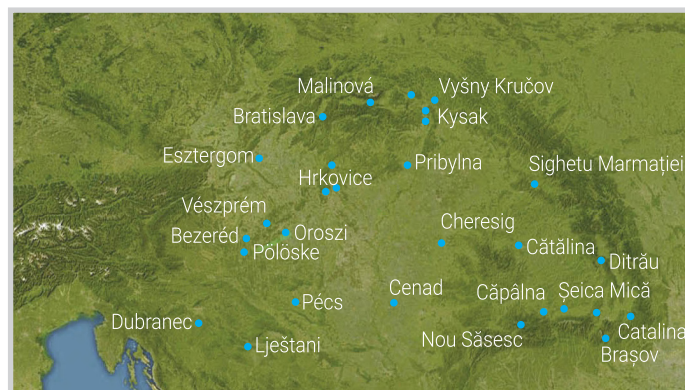 Malinová
Vyšny Kručov
Bratislava
Kysak
Esztergom
Pribylna
Hrkovice
Sighetu Marmației
Vészprém
Cheresig
Bezeréd
Oroszi
Cătălina
Pölöske
Ditrău
Cenad
Căpâlna
Șeica Mică
Pécs
Dubranec
Nou Săsesc
Catalina
Lještani
Brașov